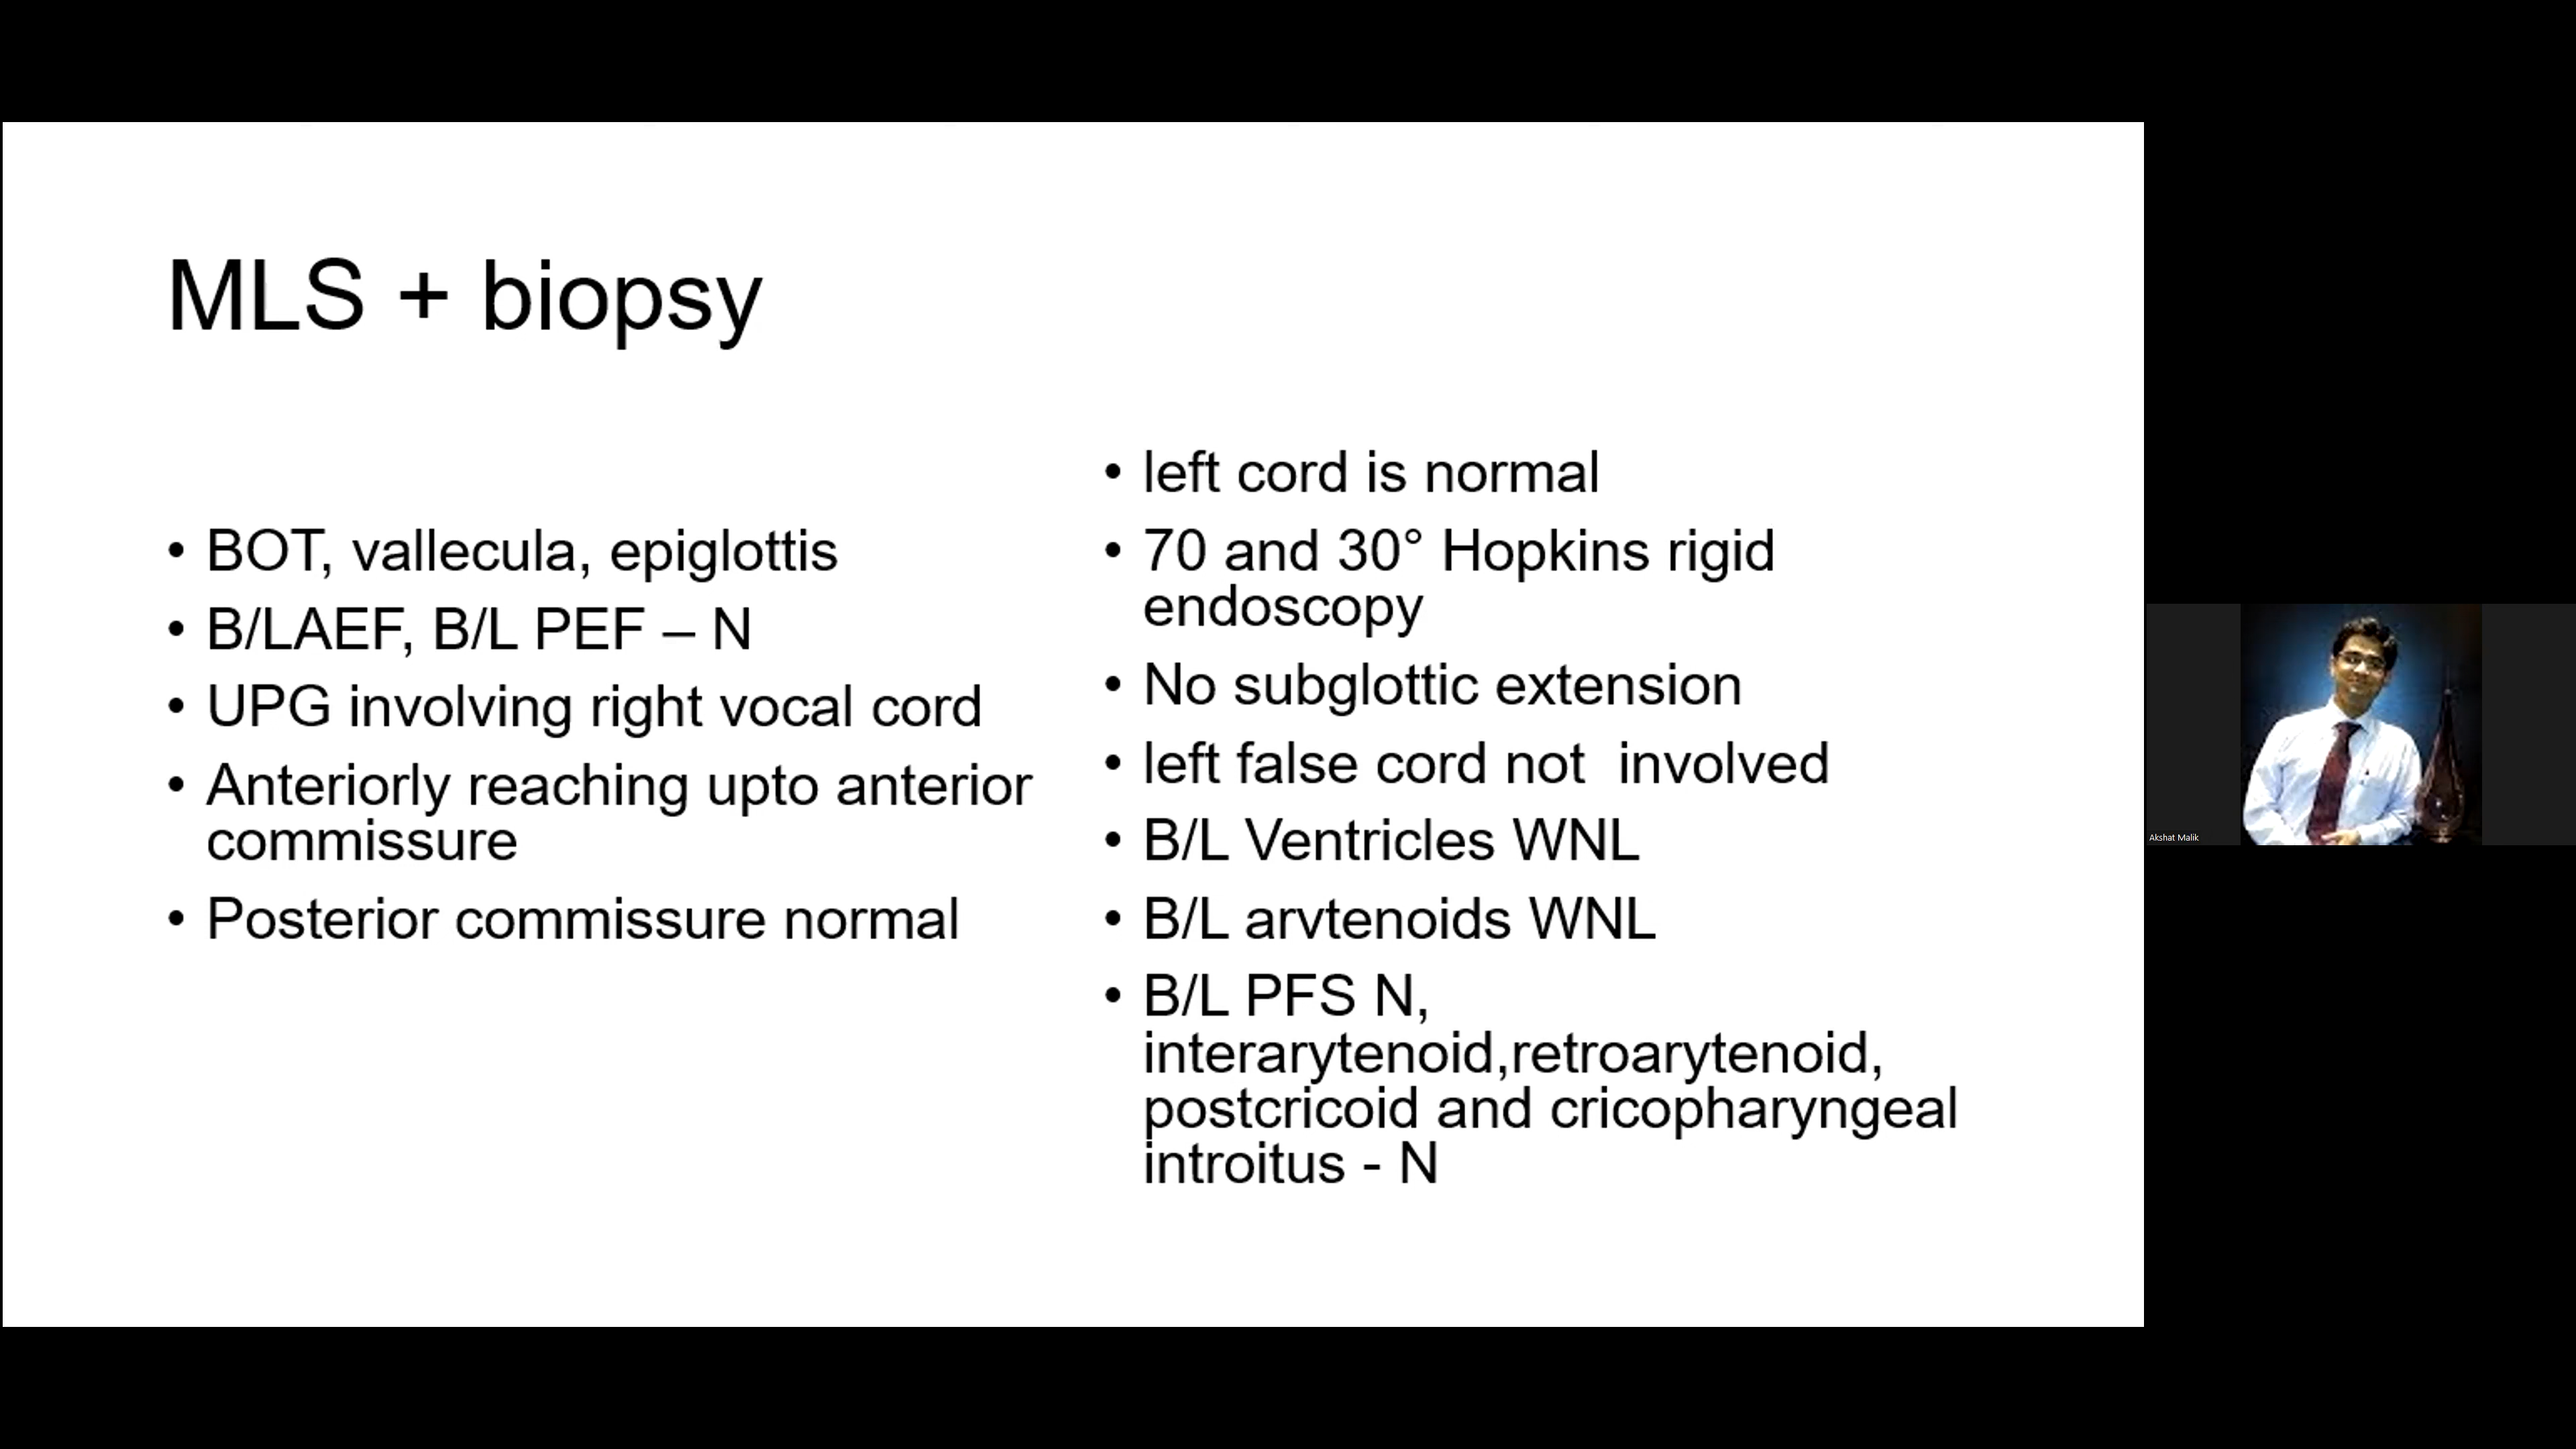 MLS + biopsy
• BOT, vallecula, epiglottis
• B/LAEF, B/L PEF – N
• UPG involving right vocal cord
• Anteriorly reaching upto anterior
commissure
• Posterior commissure normal
• left cord is normal
• 70 and 30° Hopkins rigid
endoscopy
• No subglottic extension
• left false cord not  involved
• B/L Ventricles WNL
• B/L arvtenoids WNL
• B/L PFS N,
interarytenoid,retroarytenoid,
postcricoid and cricopharyngeal
introitus - N
Akshat Malik